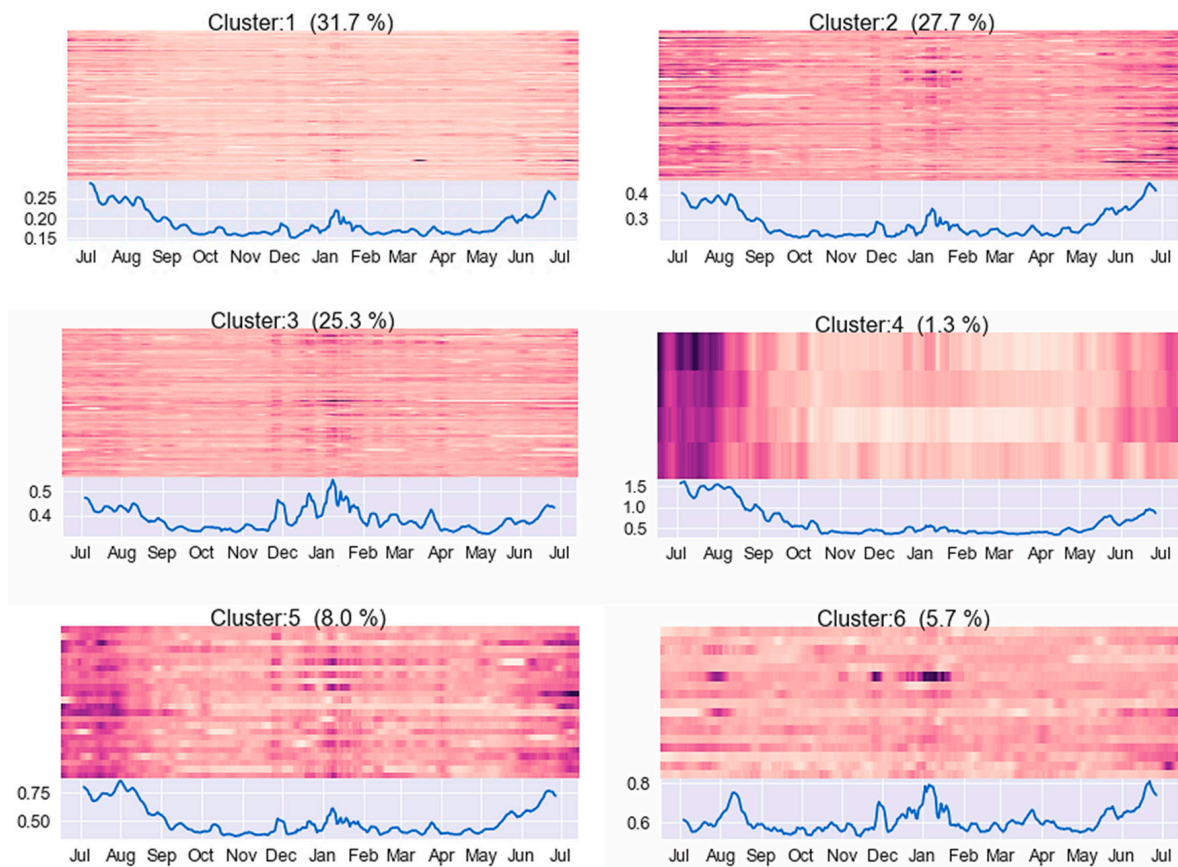 Cluster:1 (31.7 %)
0.25
0.20
0.15
Jul Aug Sep Oct Nov Dec Jan Feb Mar Apr May Jun Jul
Cluster:2 (27.7 %)
0.4
0.3
Jul Aug Sep Oct Nov Dec Jan Feb Mar Apr May Jun Jul
Cluster:3 (25.3 %)
0.5
0.4
Jul Aug Sep Oct Nov Dec Jan Feb Mar Apr May Jun Jul
Cluster:4 (1.3 %)
1.5
1.0
0.5
Jul Aug Sep Oct Nov Dec Jan Feb Mar Apr May Jun Jul
Cluster:5 (8.0 %)
0.75
0.50
Jul Aug Sep Oct Nov Dec Jan Feb Mar Apr May Jun Jul
Cluster:6 (5.7 %)
0.8
0.6
Jul Aug Sep Oct Nov Dec Jan Feb Mar Apr May Jun Jul